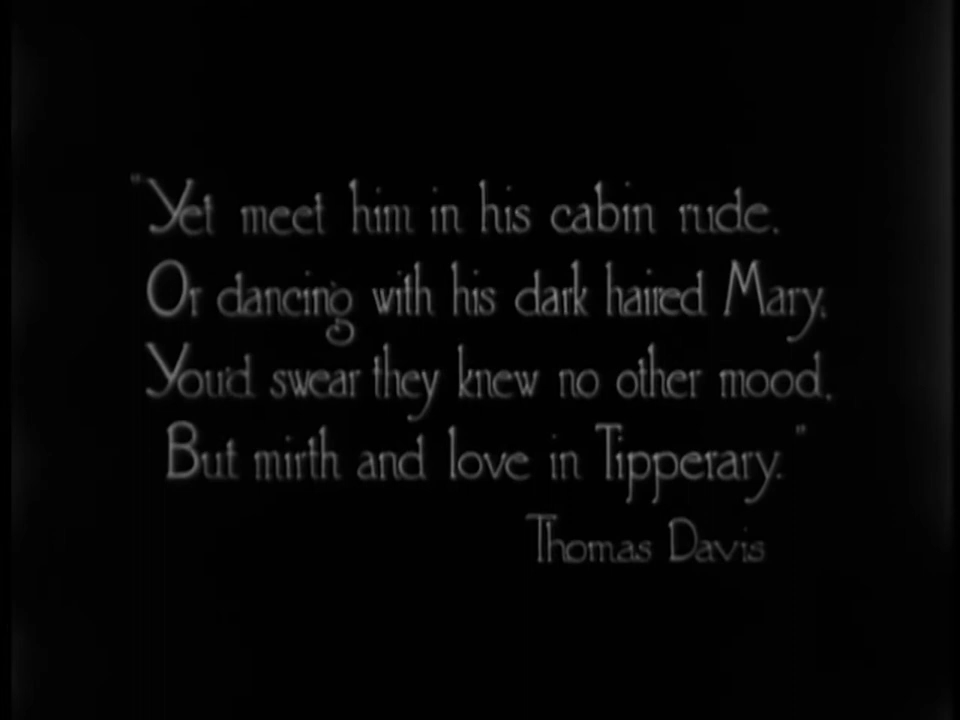 "Yet meet him in his cabin rude.
Or dancing with his dark haired Mary,
You'd swear they knew no other mood.
But mirth and love in Tipperary."
Thomas Davis